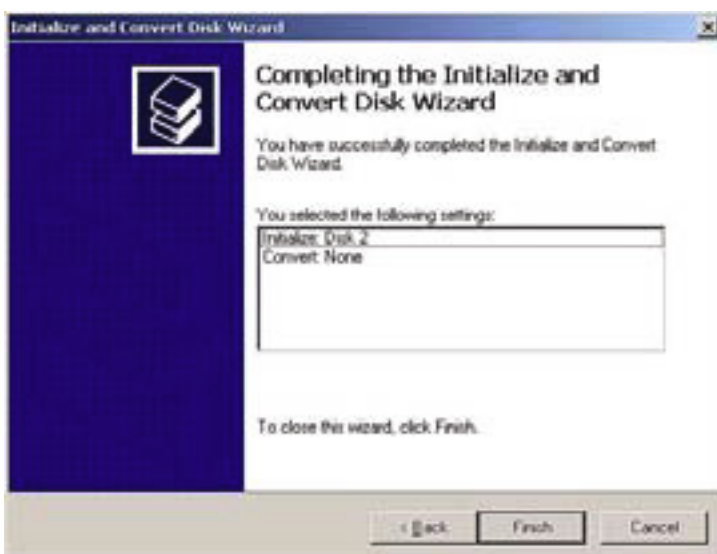 Initialize and Convert Disk Wizard
Completing the Initialize and
Convert Disk Wizard
You have successfully completed the Initialize and Convert
Disk Wizard.
You selected the following settings:
Initialize: Disk 2
Convert: None
To close this wizard, click Finish.
< Back
Finish
Cancel